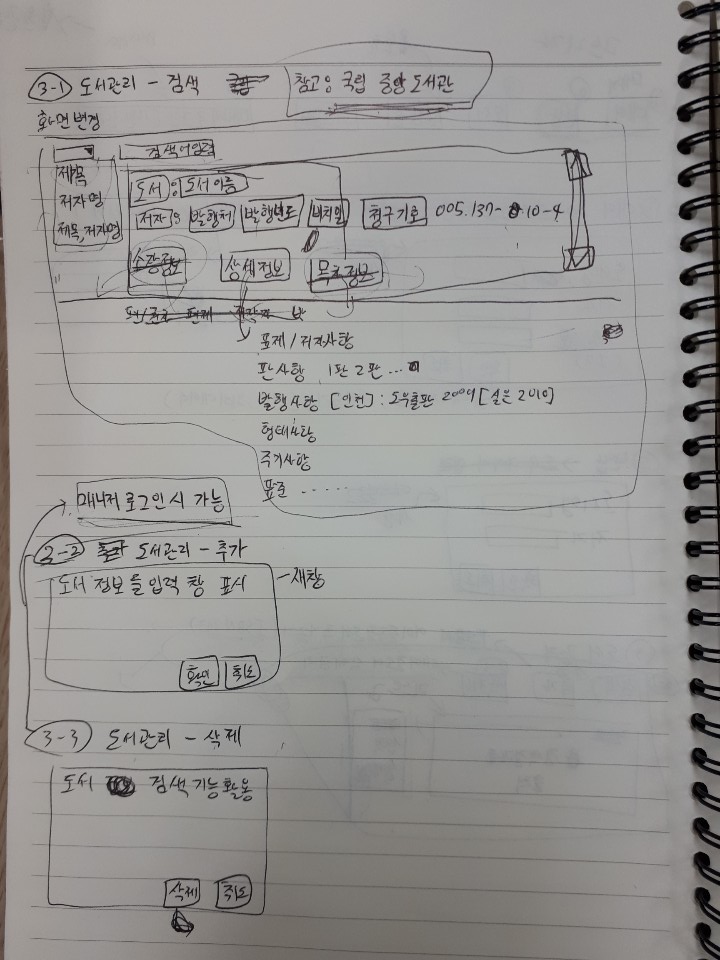 3-1 도서관리 - 검색
참고용 국립 중앙 도서관
화면변경
검색어입력
제목
저자명
제목, 저자명
도서 : 도서이름
저자 발행처 발행년도 비치일 청구기호 005.137- 10-4
소장정보 상세정보 목차정보
표제/저자사항
판사항 1판 2판 ...
발행사항 [인천] : 도우출판 2009 [실은 2010]
형태사항
주기사항
표준 .....
매니저 로그인시 가능
3-2 도서관리 - 추가
도서 정보를 입력 창 표시 - 새창
확인 취소
3-3 도서관리 - 삭제
도서 검색기능활용
삭제 취소